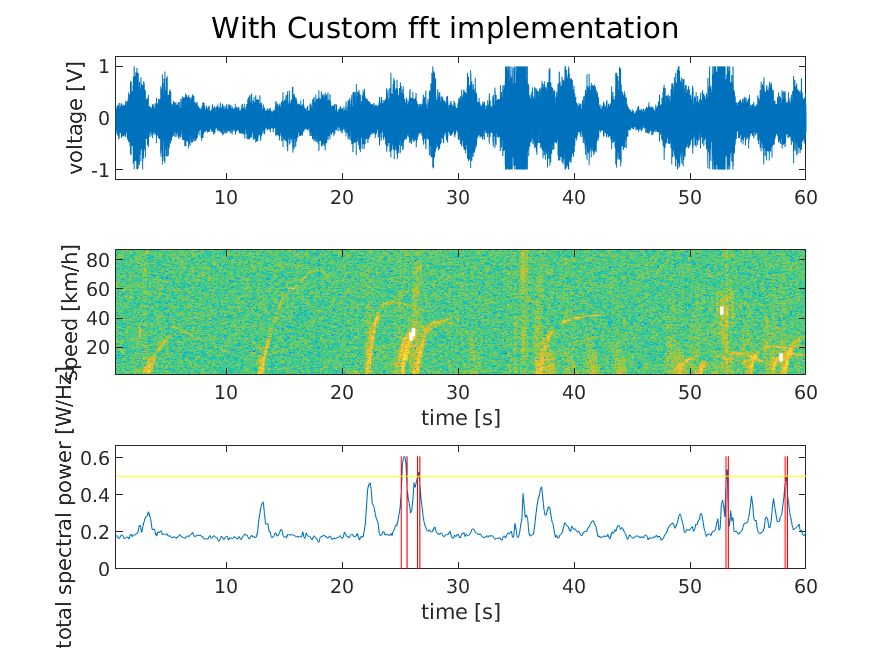 With Custom fft implementation
voltage [V]
1
0
-1
10 20 30 40 50 60
speed [km/h]
80
60
40
20
10 20 30 40 50 60
time [s]
total spectral power [W/Hz]
0.6
0.4
0.2
0
10 20 30 40 50 60
time [s]